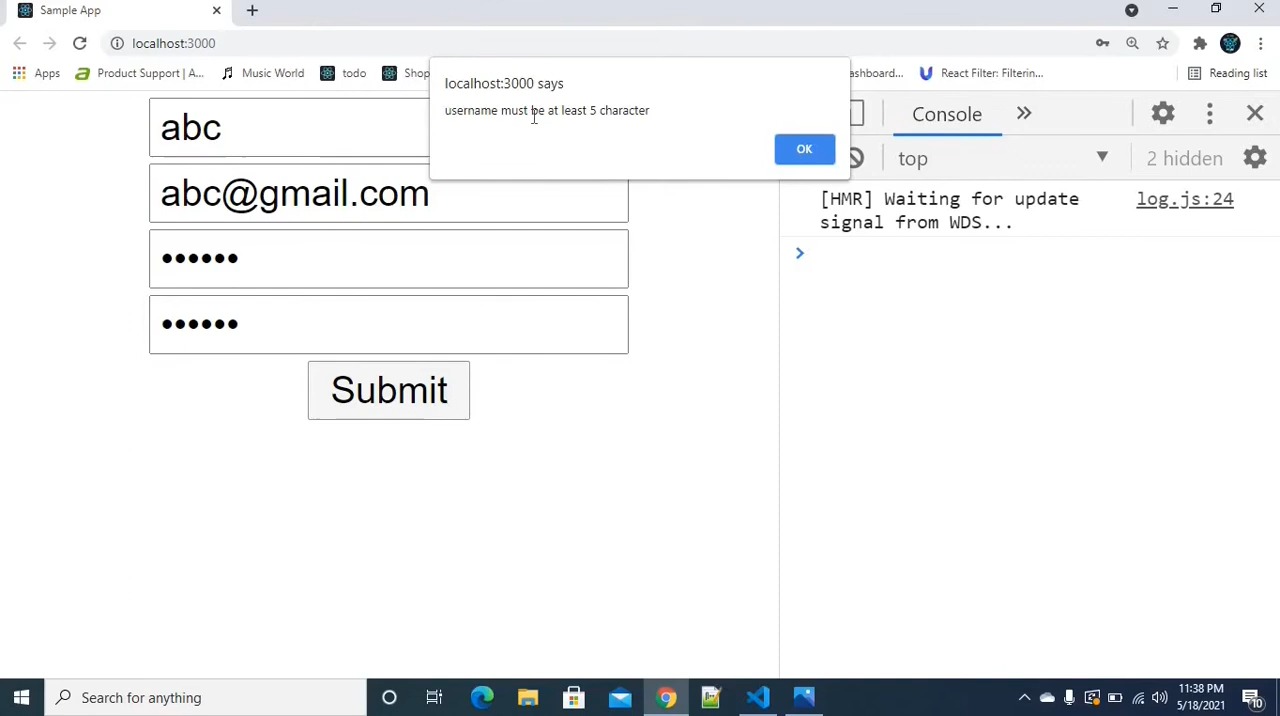 Sample App
localhost:3000
Apps
Product Support | A...
Music World
todo
Shop
ashboard...
React Filter: Filterin...
Reading list
localhost:3000 says
username must be at least 5 character
OK
abc
abc@gmail.com
••••••
••••••
Submit
Console
top
2 hidden
[HMR] Waiting for update log.js:24
signal from WDS...
Search for anything
11:38 PM
5/18/2021
10